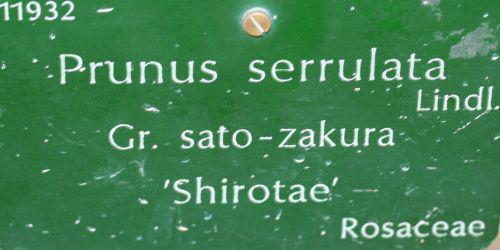 11932
Prunus serrulata
Lindl.
Gr. sato-zakura
'Shirotae'
Rosaceae